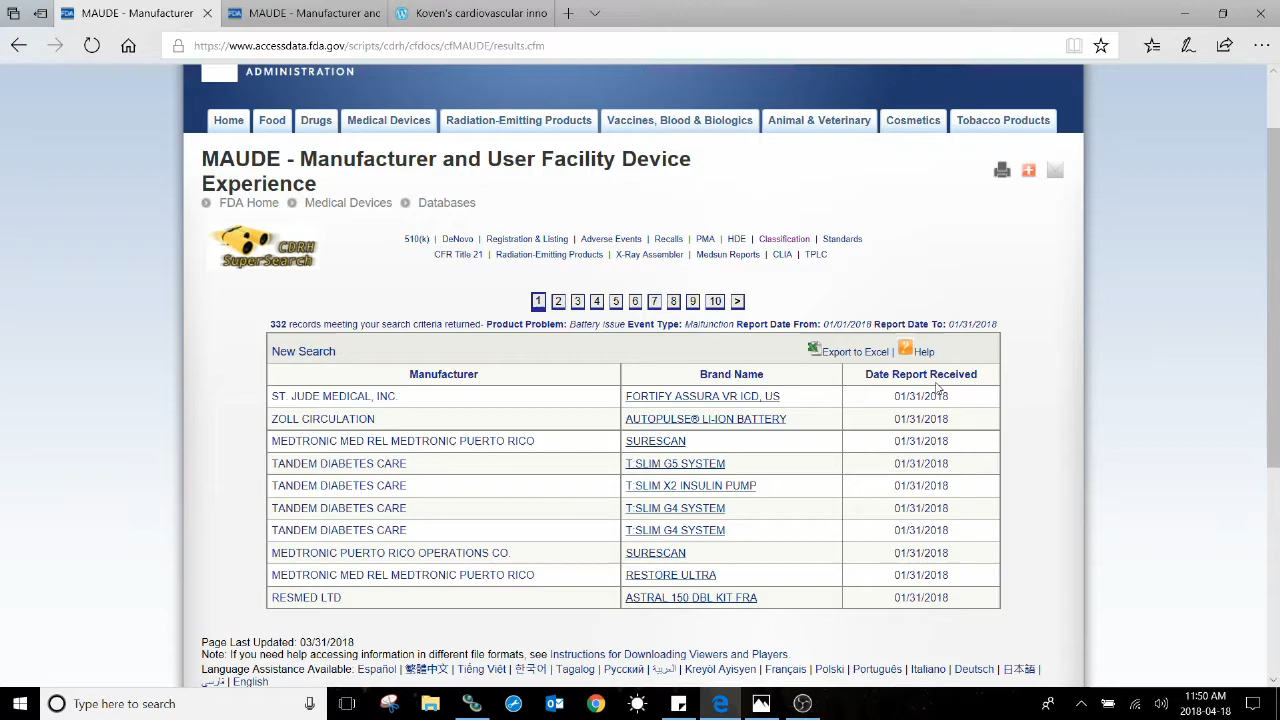 MAUDE - Manufacturer
MAUDE - Manufacturer anc
Koven's cardiovascular inno
https://www.accessdata.fda.gov/scripts/cdrh/cfdocs/cfMAUDE/results.cfm
ADMINISTRATION
Home Food Drugs Medical Devices Radiation-Emitting Products Vaccines, Blood & Biologics Animal & Veterinary Cosmetics Tobacco Products
MAUDE - Manufacturer and User Facility Device
Experience
FDA Home Medical Devices Databases
CDRH
SuperSearch
510(k) | DeNovo | Registration & Listing | Adverse Events | Recalls | PMA | HDE | Classification | Standards
CFR Title 21 | Radiation-Emitting Products | X-Ray Assembler | Medsun Reports | CLIA | TPLC
1 2 3 4 5 6 7 8 9 10 >
332 records meeting your search criteria returned- Product Problem: Battery Issue Event Type: Malfunction Report Date From: 01/01/2018 Report Date To: 01/31/2018
New Search Export to Excel | ? Help
Manufacturer Brand Name Date Report Received
ST. JUDE MEDICAL, INC. FORTIFY ASSURA VR ICD, US 01/31/2018
ZOLL CIRCULATION AUTOPULSE® LI-ION BATTERY 01/31/2018
MEDTRONIC MED REL MEDTRONIC PUERTO RICO SURESCAN 01/31/2018
TANDEM DIABETES CARE T:SLIM G5 SYSTEM 01/31/2018
TANDEM DIABETES CARE T:SLIM X2 INSULIN PUMP 01/31/2018
TANDEM DIABETES CARE T:SLIM G4 SYSTEM 01/31/2018
TANDEM DIABETES CARE T:SLIM G4 SYSTEM 01/31/2018
MEDTRONIC PUERTO RICO OPERATIONS CO. SURESCAN 01/31/2018
MEDTRONIC MED REL MEDTRONIC PUERTO RICO RESTORE ULTRA 01/31/2018
RESMED LTD ASTRAL 150 DBL KIT FRA 01/31/2018
Page Last Updated: 03/31/2018
Note: If you need help accessing information in different file formats, see Instructions for Downloading Viewers and Players.
Language Assistance Available: Español | 繁體中文 | Tiếng Việt | 한국어 | Tagalog | Русский | العربية | Kreyòl Ayisyen | Français | Polski | Português | Italiano | Deutsch | 日本語 |
فارسی | English
Type here to search
11:50 AM
2018-04-18